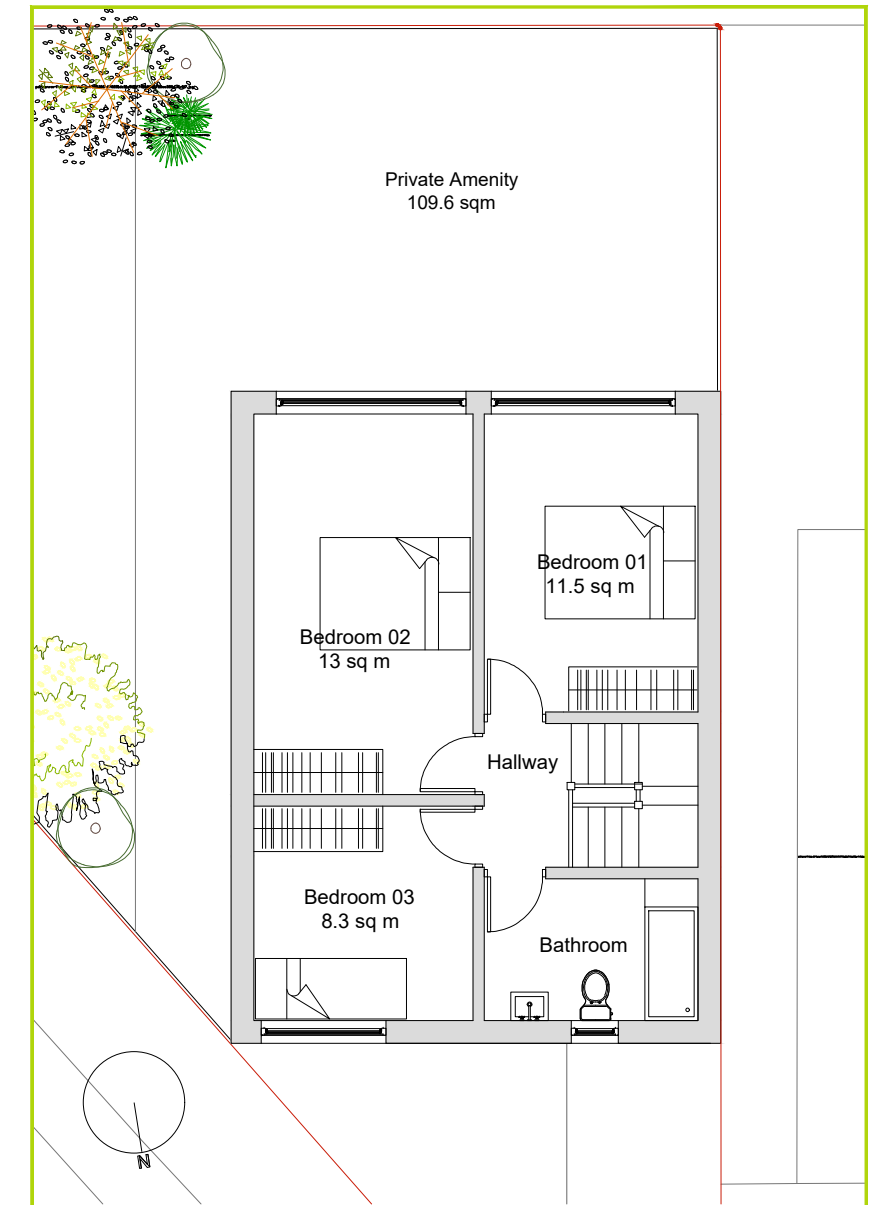 Private Amenity
109.6 sqm
Bedroom 01
11.5 sq m
Bedroom 02
13 sq m
Hallway
Bedroom 03
8.3 sq m
Bathroom
N